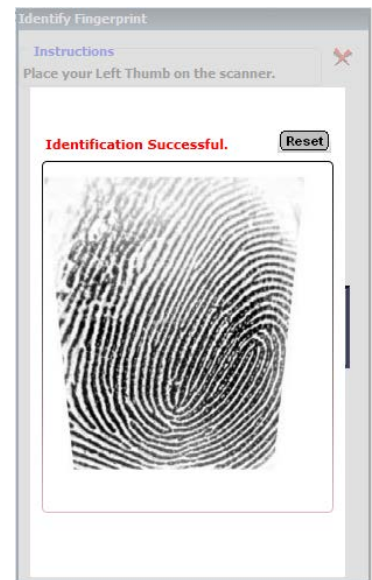 Identify Fingerprint
Instructions
Place your Left Thumb on the scanner.
Identification Successful.
Reset